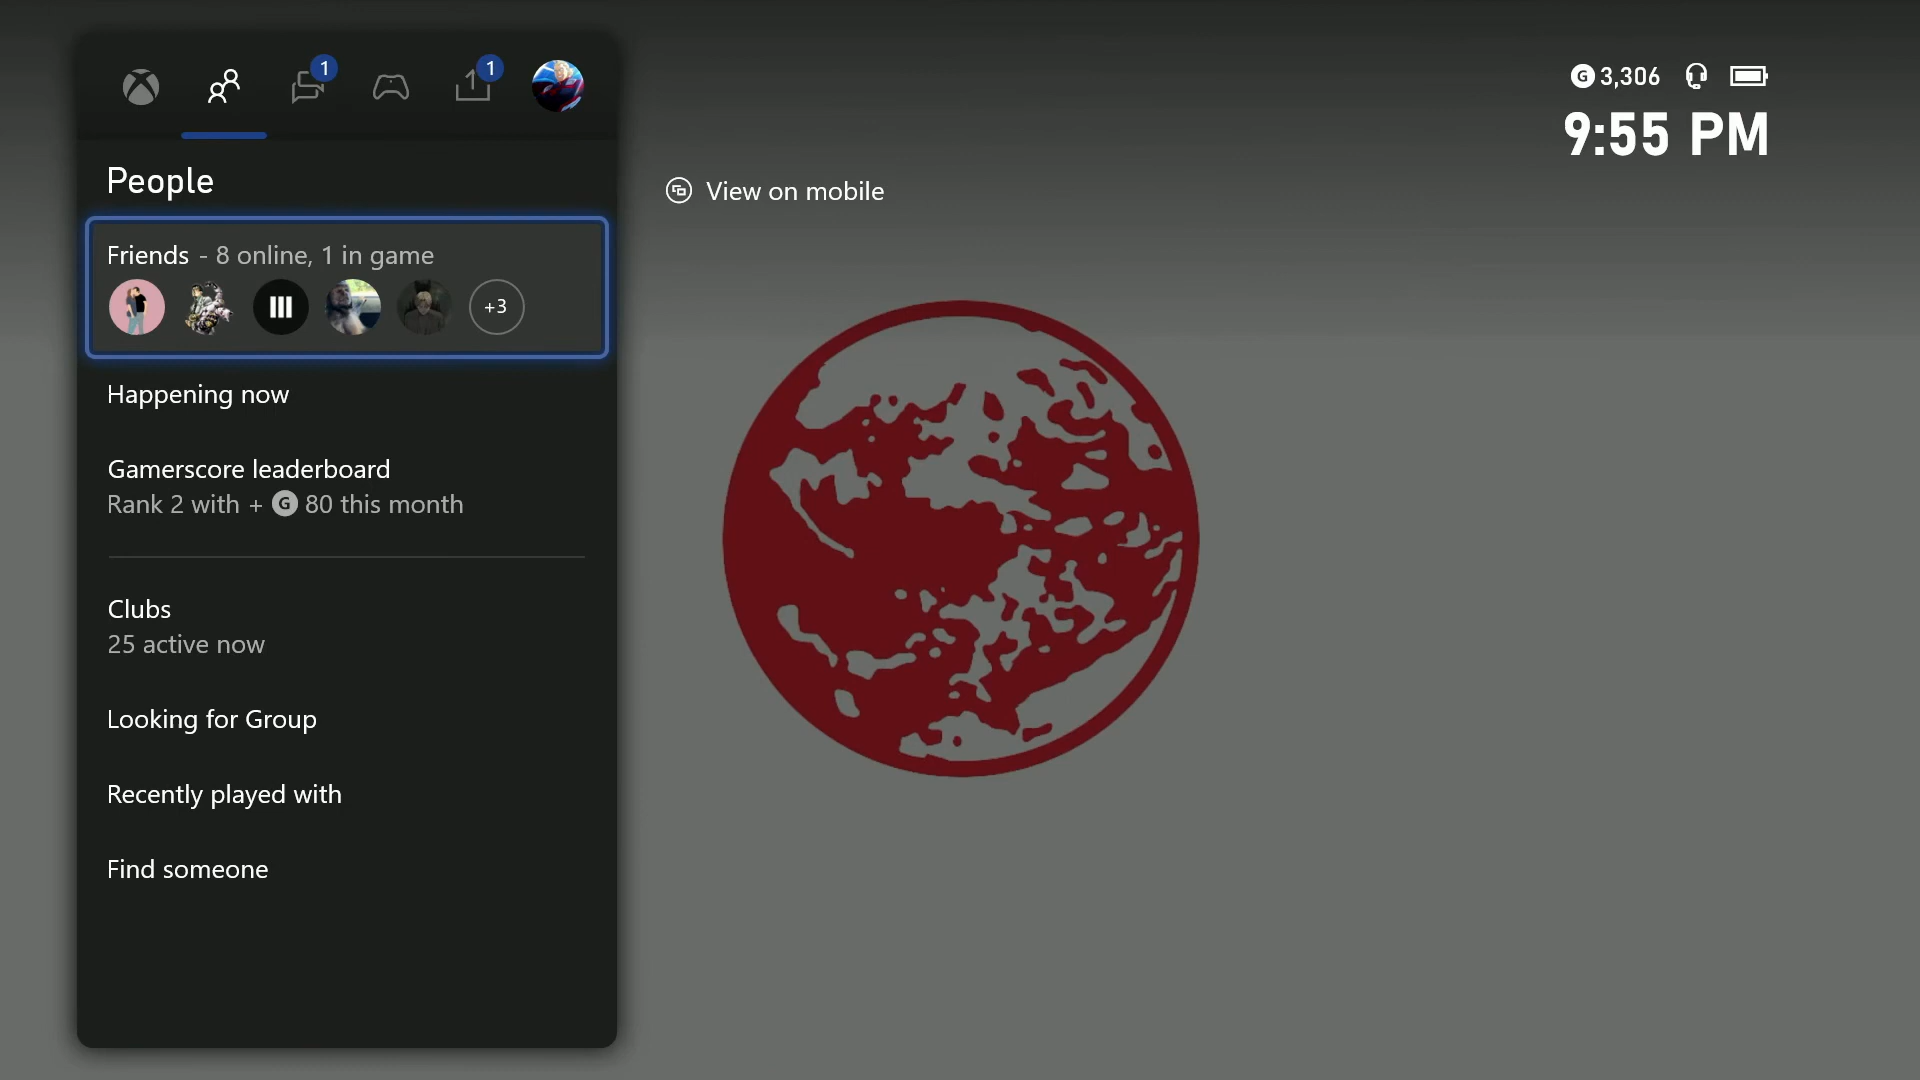 1
1
G 3,306
9:55 PM
People
View on mobile
Friends - 8 online, 1 in game
+3
Happening now
Gamerscore leaderboard
Rank 2 with + G 80 this month
Clubs
25 active now
Looking for Group
Recently played with
Find someone